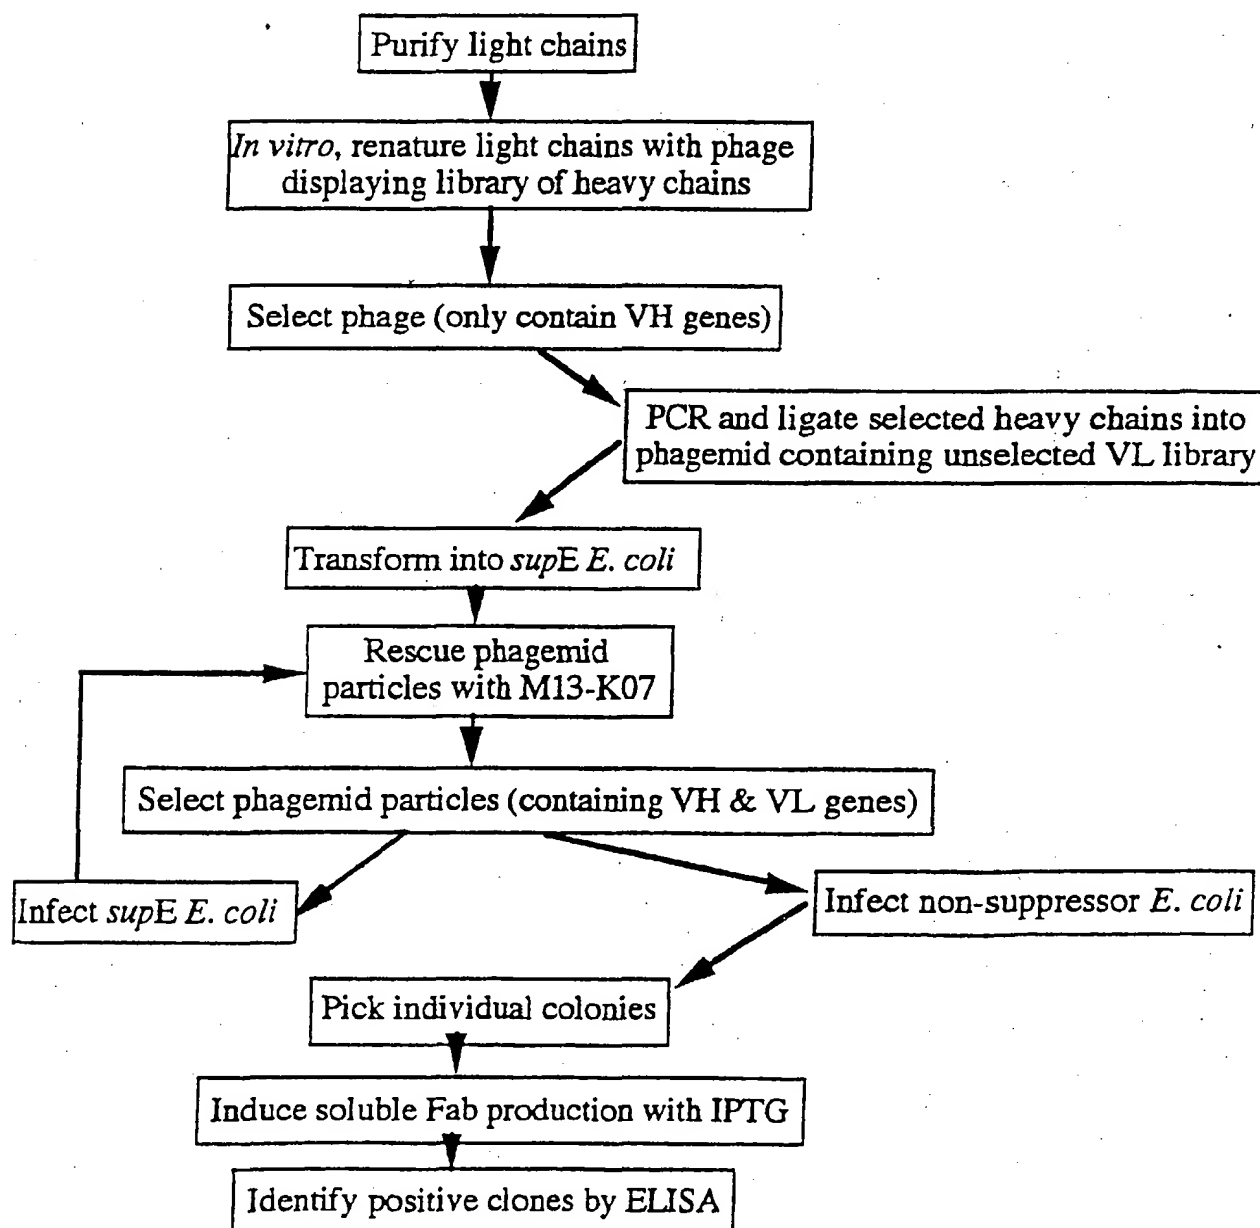 Purify light chains
In vitro, renature light chains with phage
displaying library of heavy chains
Select phage (only contain VH genes)
PCR and ligate selected heavy chains into
phagemid containing unselected VL library
Transform into supE E. coli
Rescue phagemid
particles with M13-K07
Select phagemid particles (containing VH & VL genes)
Infect supE E. coli
Infect non-suppressor E. coli
Pick individual colonies
Induce soluble Fab production with IPTG
Identify positive clones by ELISA